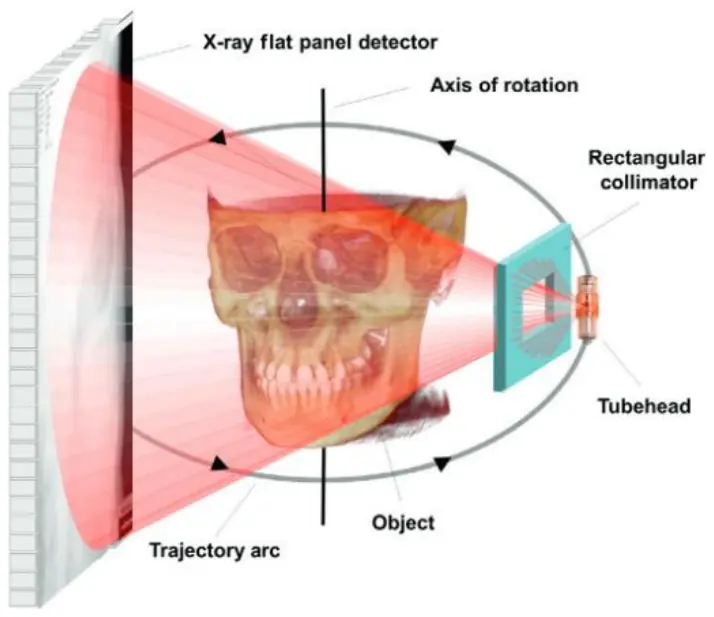 X-ray flat panel detector
Axis of rotation
Rectangular
collimator
Tubehead
Object
Trajectory arc